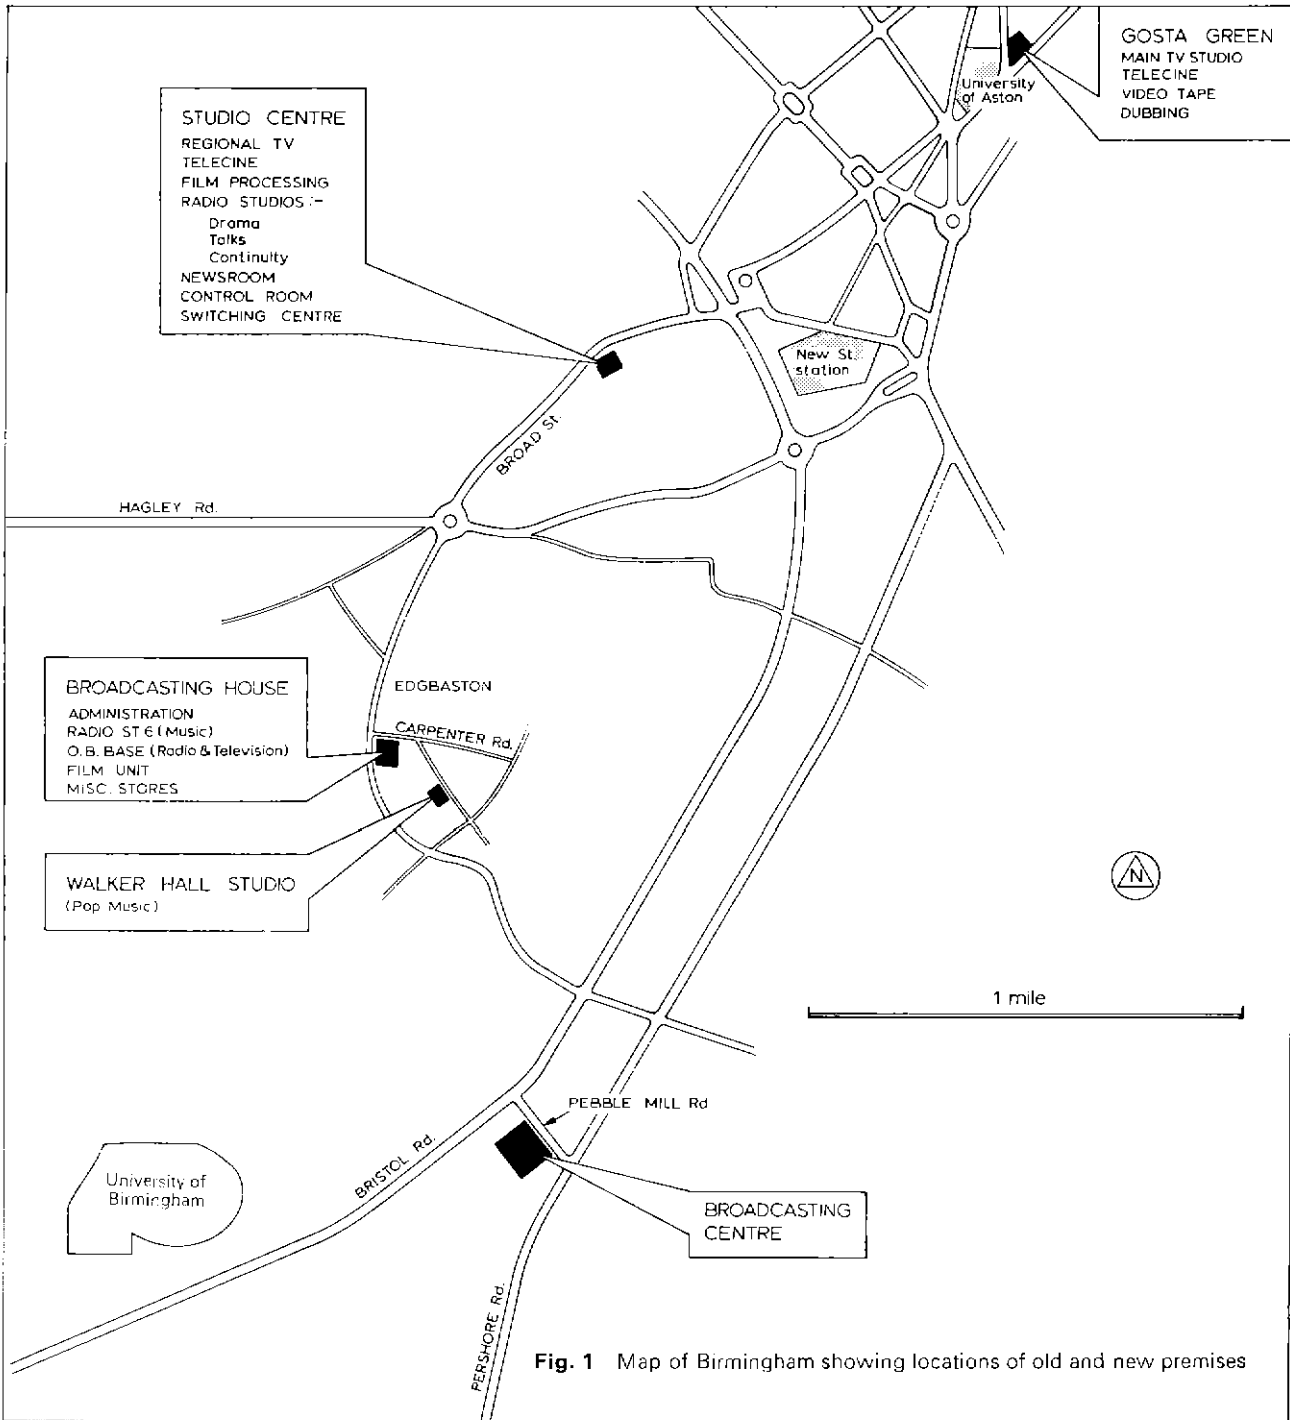 GOSTA GREEN
MAIN TV STUDIO
TELECINE
VIDEO TAPE
DUBBING
University
of Aston
STUDIO CENTRE
REGIONAL TV
TELECINE
FILM PROCESSING
RADIO STUDIOS :-
Drama
Talks
Continuity
NEWSROOM
CONTROL ROOM
SWITCHING CENTRE
New St.
station
BROAD St.
HAGLEY Rd.
EDGBASTON
CARPENTER Rd.
BROADCASTING HOUSE
ADMINISTRATION
RADIO ST 6 (Music)
O.B. BASE (Radio & Television)
FILM UNIT
MISC. STORES
WALKER HALL STUDIO
(Pop Music)
N
1 mile
PEBBLE MILL Rd
BRISTOL Rd.
University of
Birmingham
BROADCASTING
CENTRE
PERSHORE Rd.
Fig. 1 Map of Birmingham showing locations of old and new premises